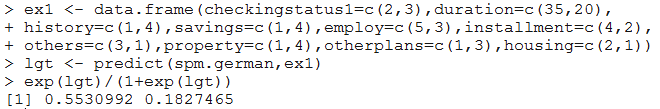 > ex1 <- data.frame(checkingstatus1=c(2,3),duration=c(35,20),
+ history=c(1,4),savings=c(1,4),employ=c(5,3),installment=c(4,2),
+ others=c(3,1),property=c(1,4),otherplans=c(1,3),housing=c(2,1))
> lgt <- predict(spm.german,ex1)
> exp(lgt)/(1+exp(lgt))
[1] 0.5530992 0.1827465